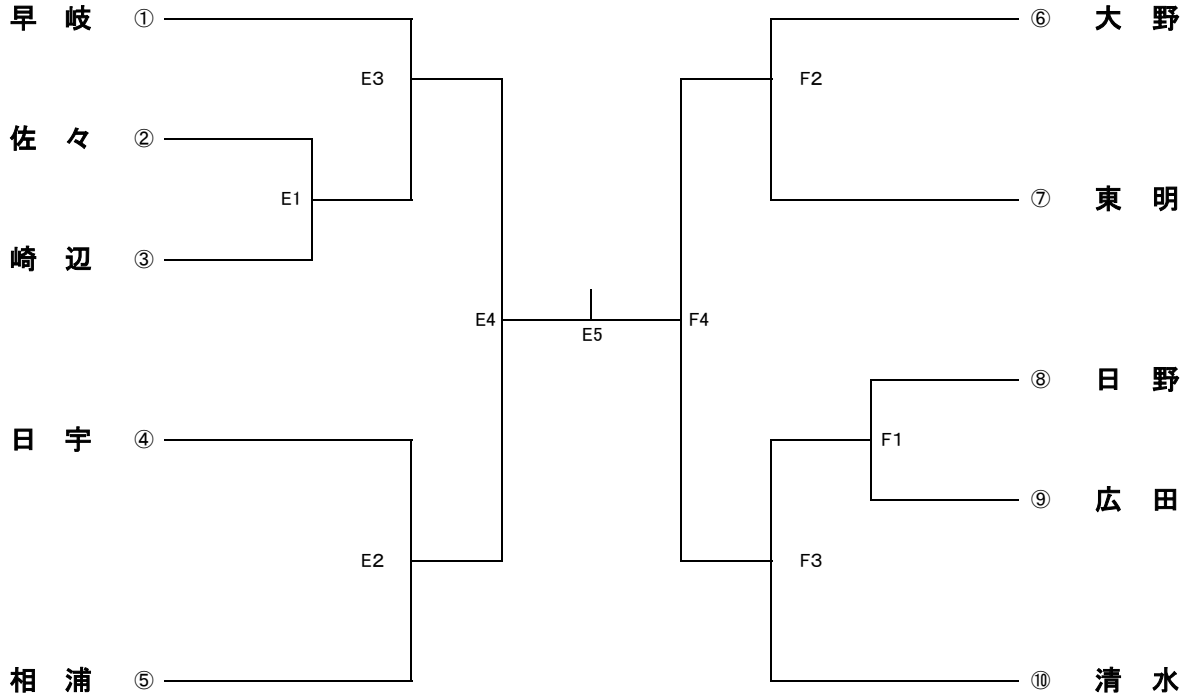 早 岐 ①
⑥ 大 野
E3
F2
佐 々 ②
E1
⑦ 東 明
崎 辺 ③
E4
F4
E5
⑧ 日 野
日 宇 ④
F1
⑨ 広 田
E2
F3
相 浦 ⑤
⑩ 清 水